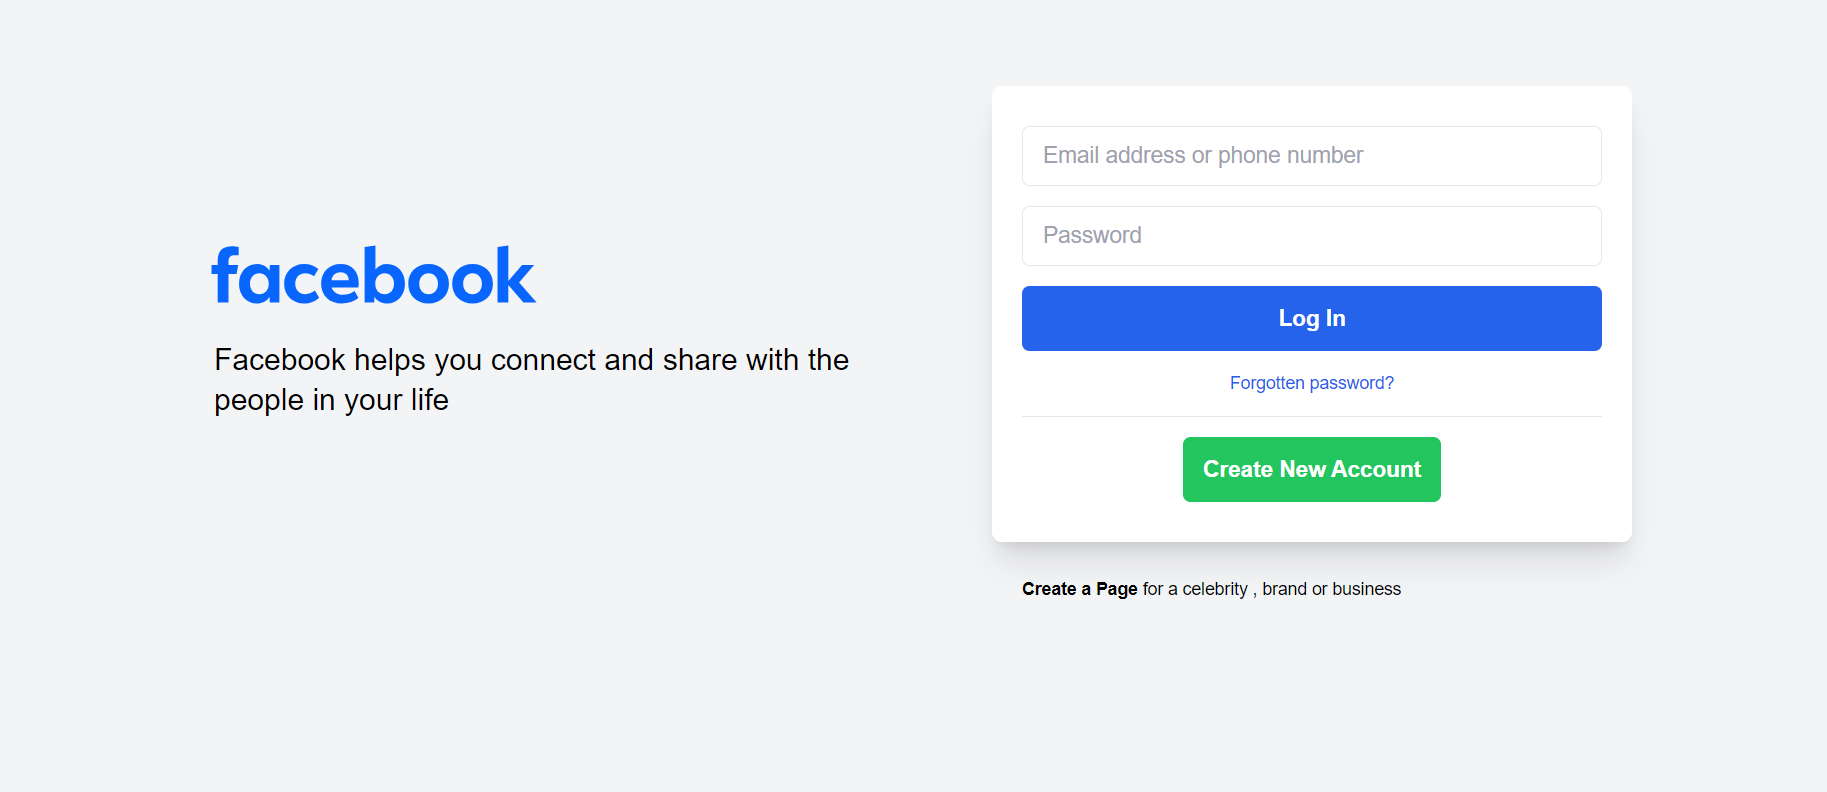 facebook
Facebook helps you connect and share with the
people in your life
Email address or phone number
Password
Log In
Forgotten password?
Create New Account
Create a Page for a celebrity , brand or business